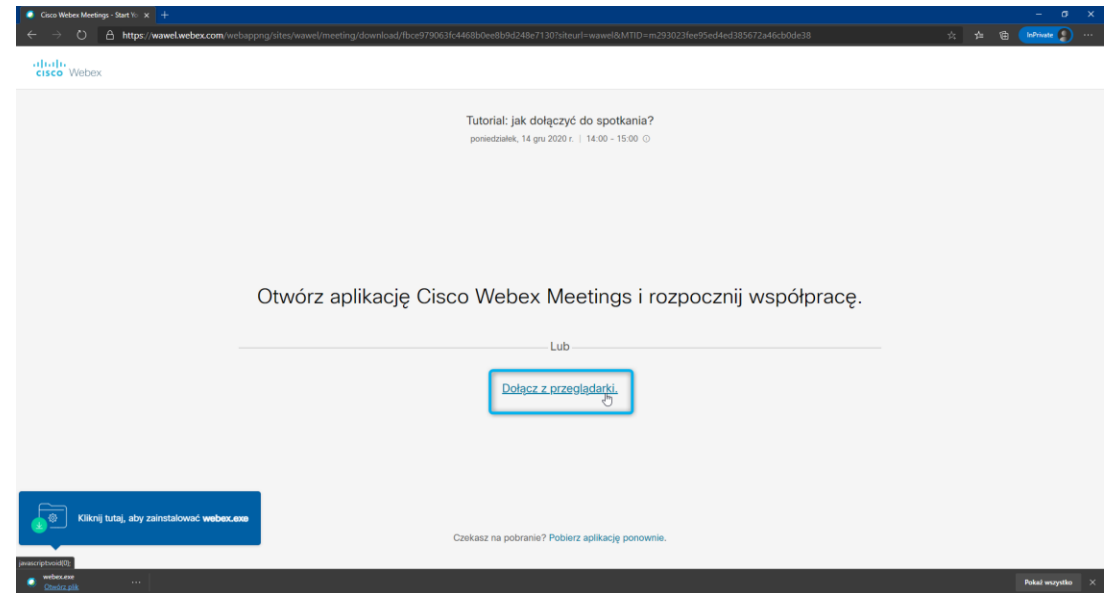 Cisco Webex Meetings - Start Yo
https://wawel.webex.com/webappng/sites/wawel/meeting/download/fbce979063fc4468b0ee8b9d248e7130?siteurl=wawel&MTID=m293023fee95ed4ed385672a46cb0de38
InPrivate
cisco Webex
Tutorial: jak dołączyć do spotkania?
poniedziałek, 14 gru 2020 r. | 14:00 - 15:00
Otwórz aplikację Cisco Webex Meetings i rozpocznij współpracę.
Lub
Dołącz z przeglądarki.
Kliknij tutaj, aby zainstalować webex.exe
Czekasz na pobranie? Pobierz aplikację ponownie.
javascript:void(0);
webex.exe
Otwórz plik
Pokaż wszystko